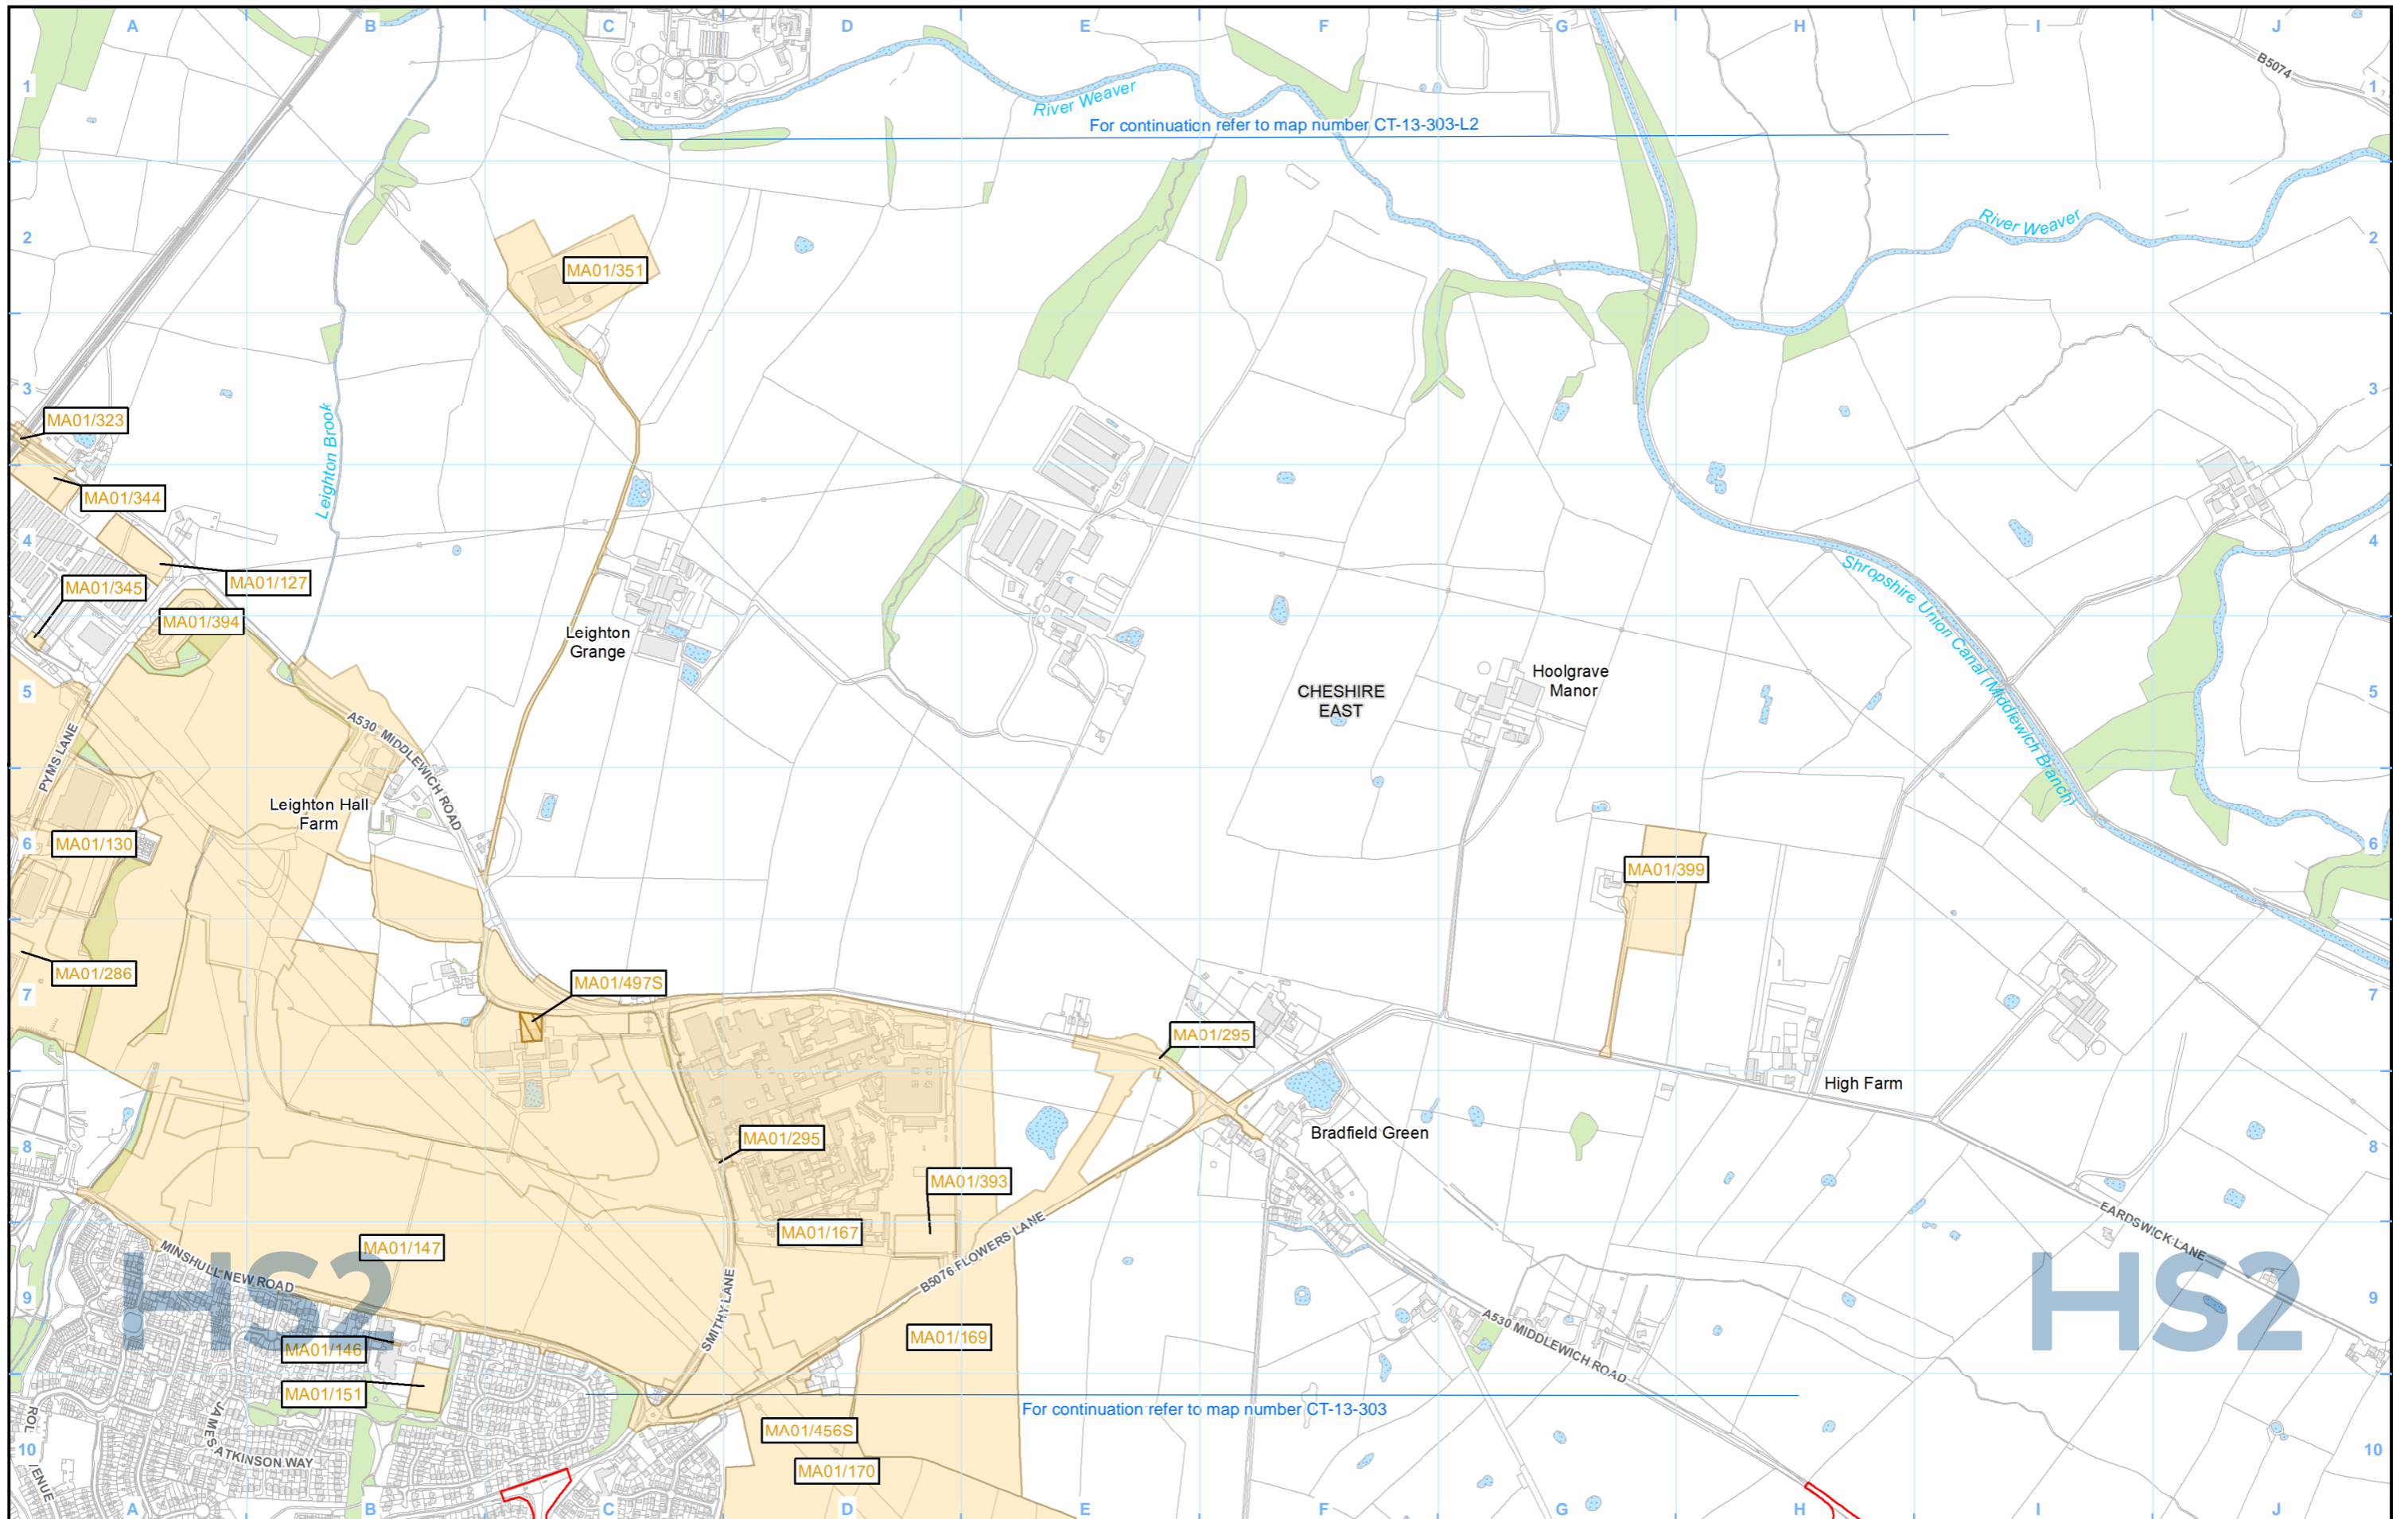 A B C D E F G H I J
1
B5074
1
River Weaver
For continuation refer to map number CT-13-303-L2
2
River Weaver
2
MA01/351
3
3
MA01/323
Leighton Brook
MA01/344
4
4
MA01/127
MA01/345
MA01/394
Shropshire Union Canal (Middlewich Branch)
Leighton
Grange
Hoolgrave
Manor
CHESHIRE
EAST
5
5
A530 MIDDLEWICH ROAD
PYMS LANE
Leighton Hall
Farm
6
MA01/130
6
MA01/399
MA01/286
MA01/497S
7
7
MA01/295
High Farm
Bradfield Green
MA01/295
8
8
MA01/393
MA01/167
EARDSWICK LANE
B5076 FLOWERS LANE
MA01/147
MINSHULL NEW ROAD
HS2
HS2
SMITHY LANE
9
9
MA01/169
A530 MIDDLEWICH ROAD
MA01/146
MA01/151
For continuation refer to map number CT-13-303
JAMES ATKINSON WAY
MA01/456S
10
10
MA01/170
A B C D E F G H I J